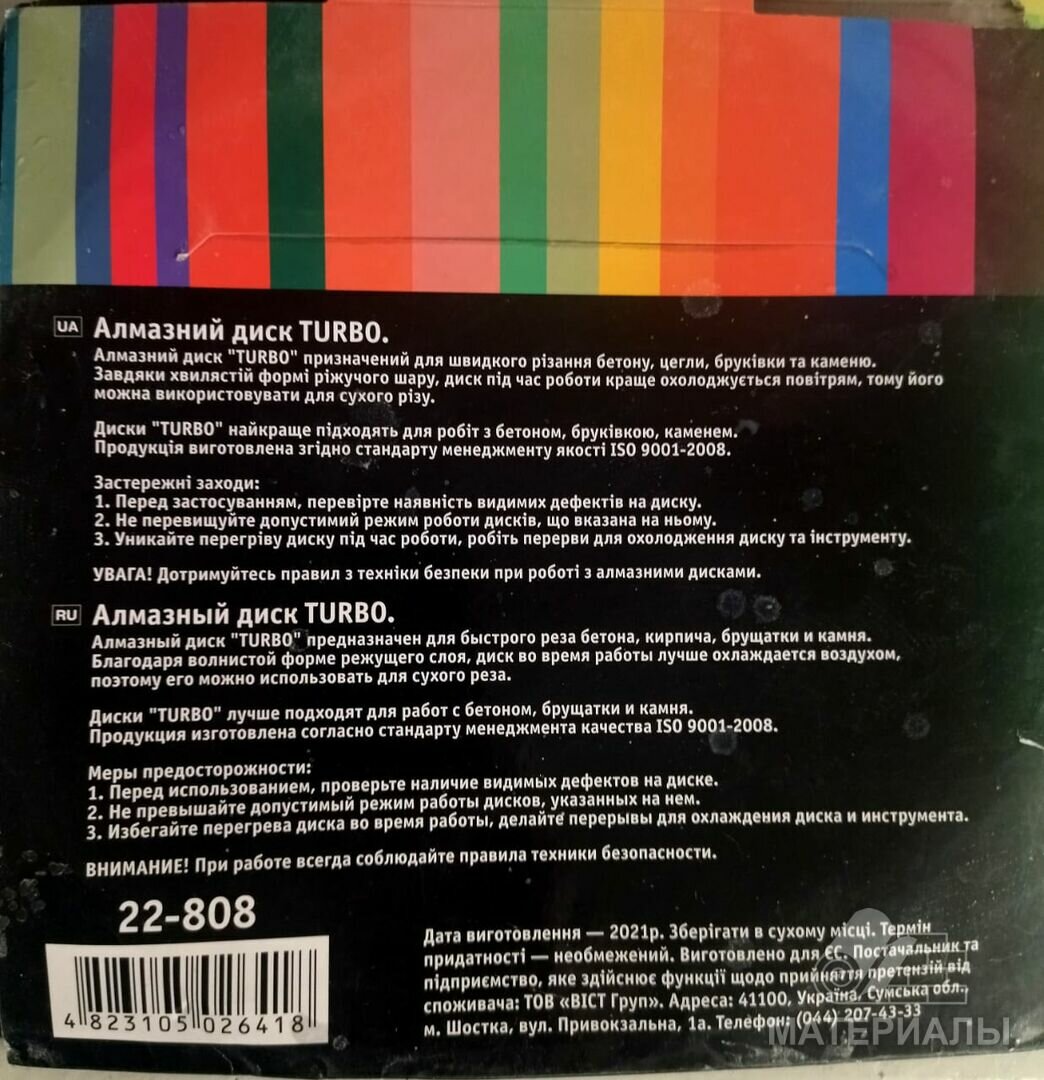 UA Алмазний диск TURBO.
Алмазний диск "TURBO" призначений для швидкого різання бетону, цегли, бруківки та каменю.
Завдяки хвилястій формі ріжучого шару, диск під час роботи краще охолоджується повітрям, тому його
можна використовувати для сухого різу.
Диски "TURBO" найкраще підходять для робіт з бетоном, бруківкою, каменем.
Продукція виготовлена згідно стандарту менеджменту якості ISO 9001-2008.
Застережні заходи:
1. Перед застосуванням, перевірте наявність видимих дефектів на диску.
2. Не перевищуйте допустимий режим роботи дисків, що вказана на ньому.
3. Уникайте перегріву диску під час роботи, робіть перерви для охолодження диску та інструменту.
УВАГА! Дотримуйтесь правил з техніки безпеки при роботі з алмазними дисками.
RU Алмазный диск TURBO.
Алмазный диск "TURBO" предназначен для быстрого реза бетона, кирпича, брущатки и камня.
Благодаря волнистой форме режущего слоя, диск во время работы лучше охлаждается воздухом,
поэтому его можно использовать для сухого реза.
Диски "TURBO" лучше подходят для работ с бетоном, брущатки и камня.
Продукция изготовлена согласно стандарту менеджмента качества ISO 9001-2008.
Меры предосторожности:
1. Перед использованием, проверьте наличие видимых дефектов на диске.
2. Не превышайте допустимый режим работы дисков, указанных на нем.
3. Избегайте перегрева диска во время работы, делайте перерывы для охлаждения диска и инструмента.
ВНИМАНИЕ! При работе всегда соблюдайте правила техники безопасности.
22-808
4 823105 026418
Дата виготовлення — 2021р. Зберігати в сухому місці. Термін
придатності — необмежений. Виготовлено для ЄС. Постачальник та
підприємство, яке здійснює функції щодо прийняття претензій від
споживача: ТОВ «ВІСТ Груп». Адреса: 41100, Україна, Сумська обл.,
м. Шостка, вул. Привокзальна, 1а. Телефон: (044) 207-43-33
МАТЕРИАЛЫ